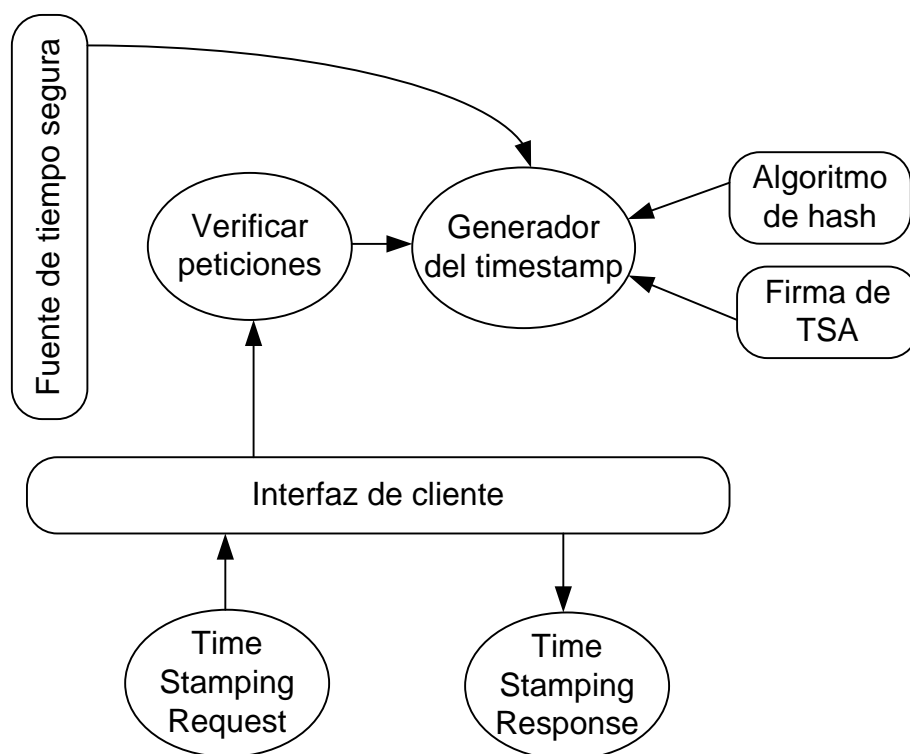 Fuente de tiempo segura
Verificar
peticiones
Generador
del timestamp
Algoritmo
de hash
Firma de
TSA
Interfaz de cliente
Time
Stamping
Request
Time
Stamping
Response